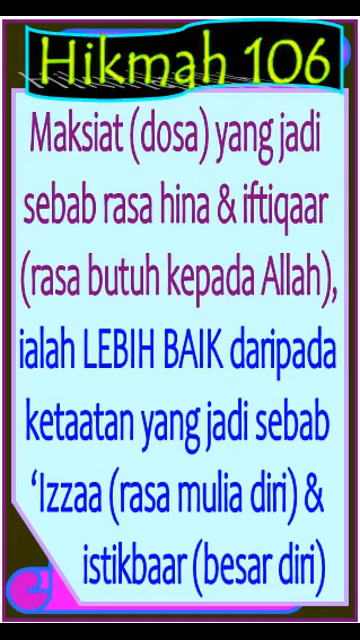 Hikmah 106
Maksiat (dosa) yang jadi
sebab rasa hina & iftiqaar
(rasa butuh kepada Allah),
ialah LEBIH BAIK daripada
ketaatan yang jadi sebab
‘Izzaa (rasa mulia diri) &
istikbaar (besar diri)